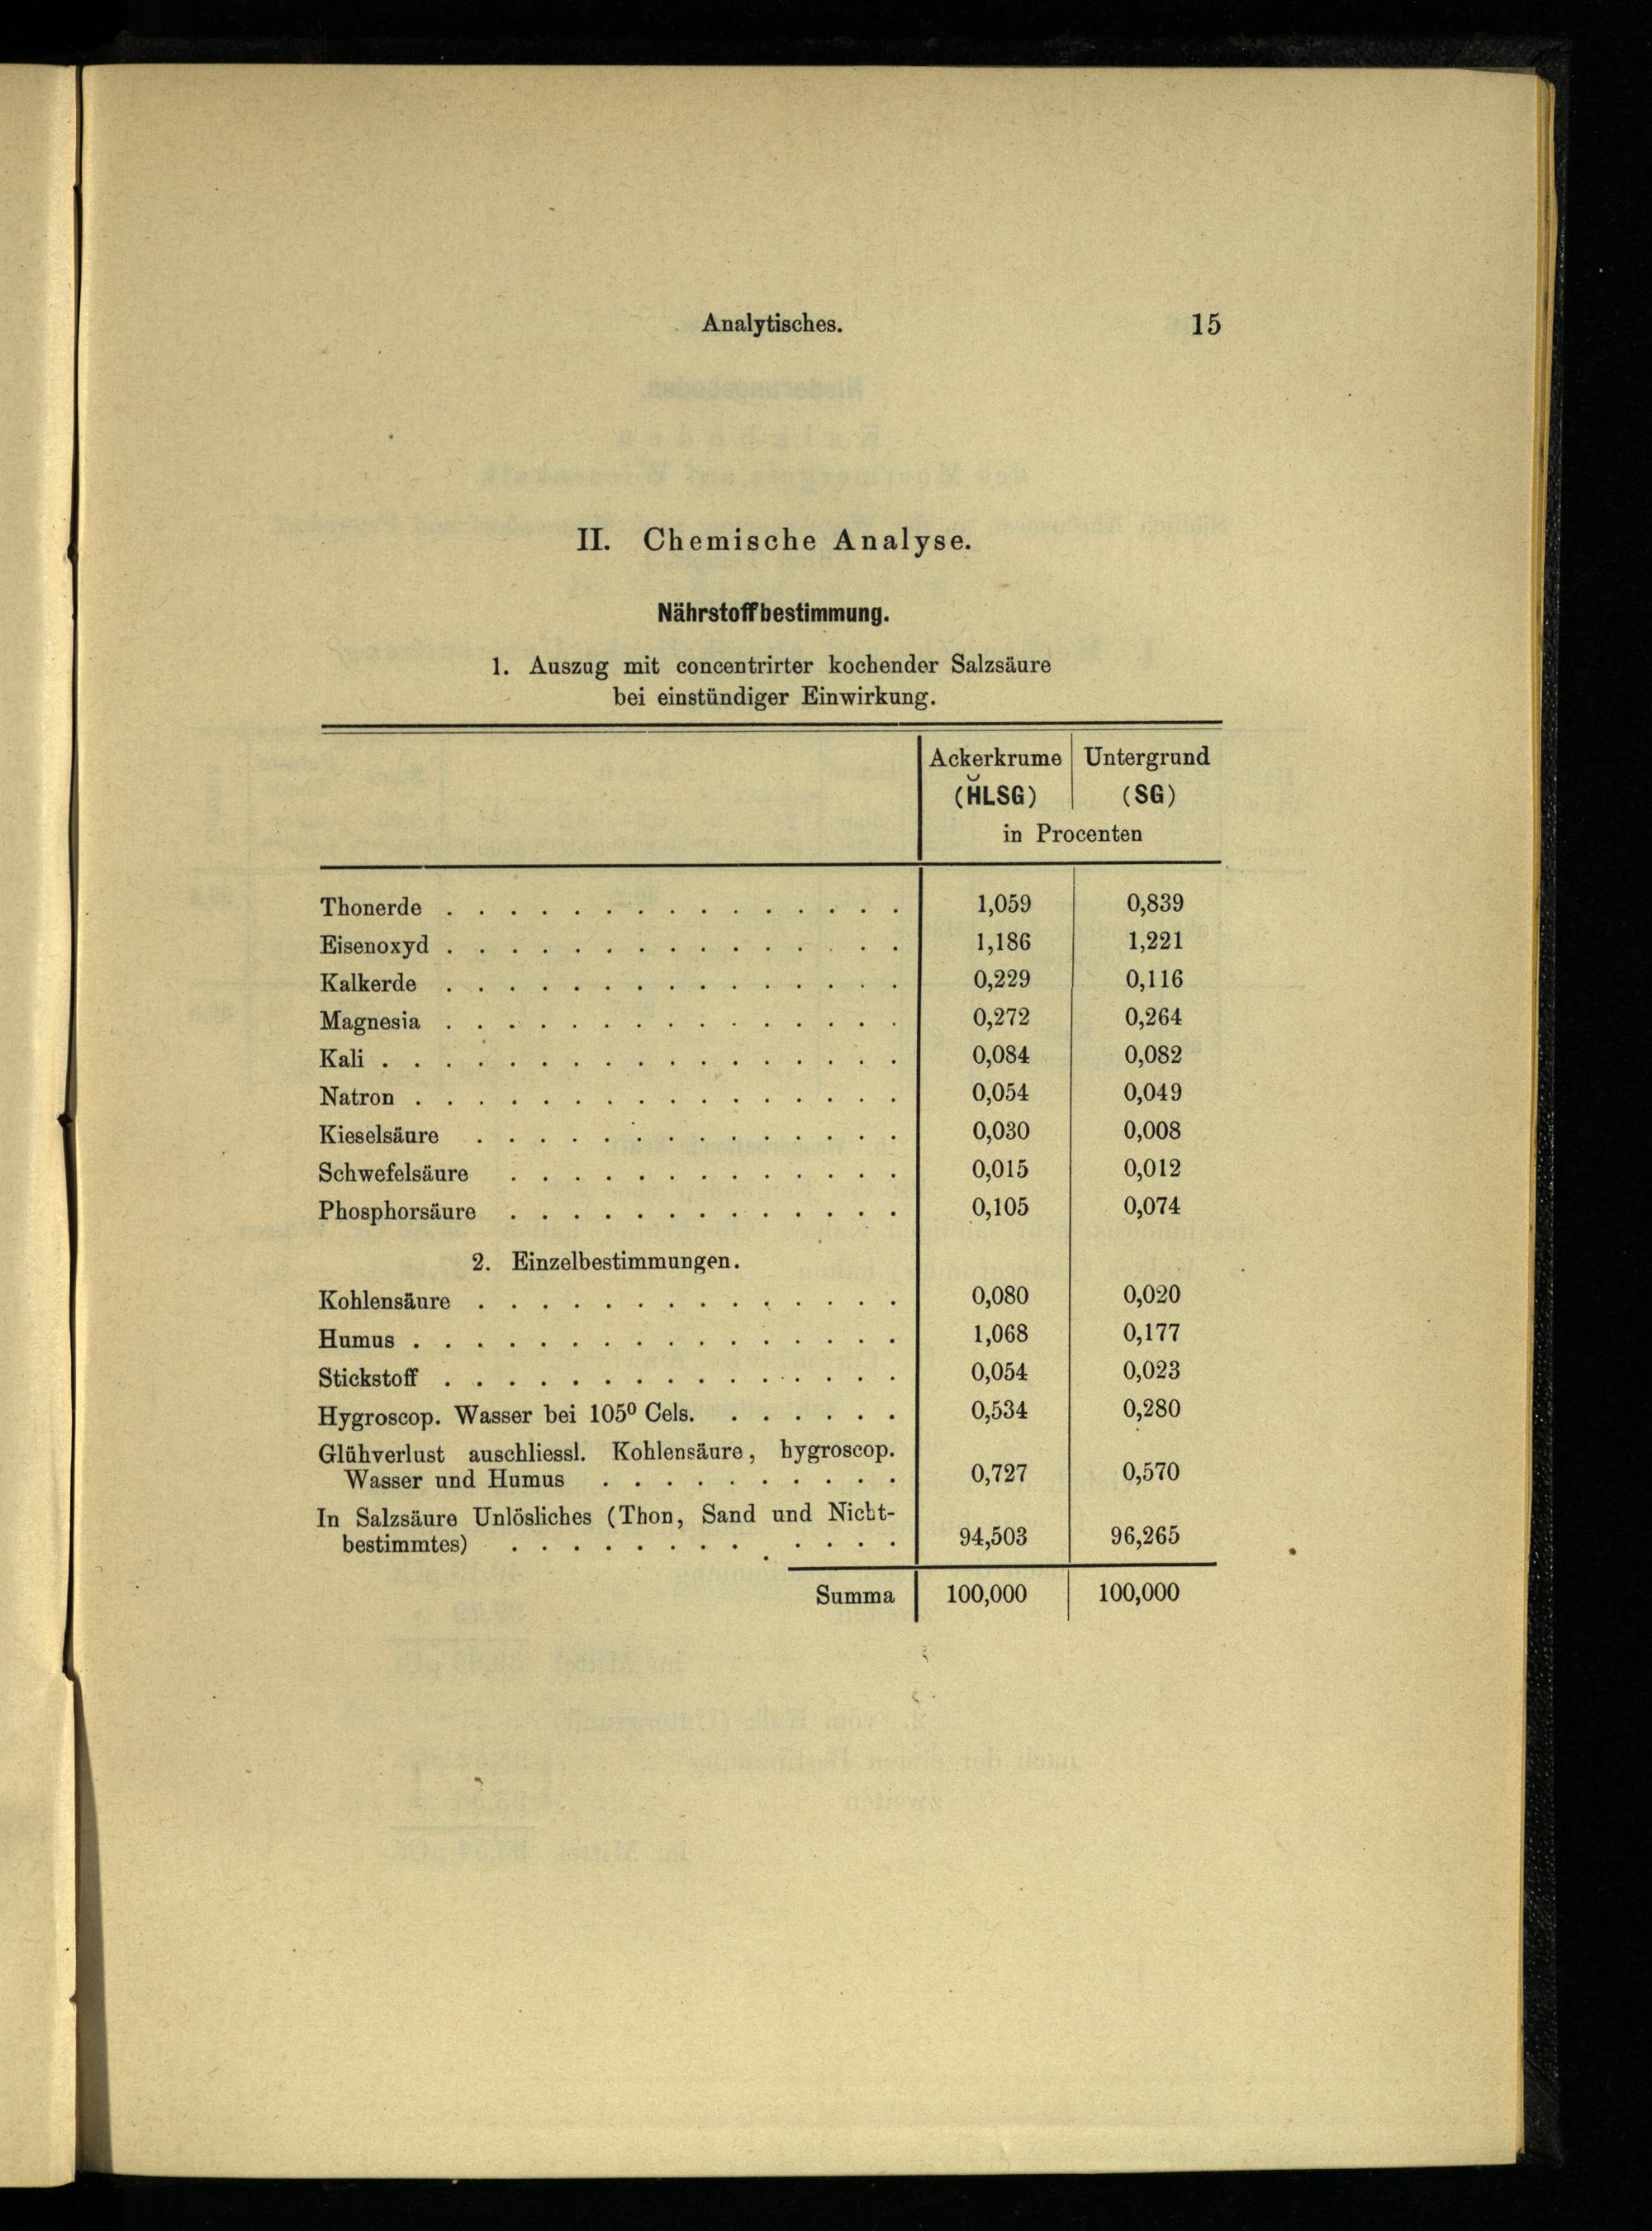 Analytisches. 15
II. Chemische Analyse.
Nährstoffbestimmung.
1. Auszug mit concentrirter kochender Salzsäure
bei einstündiger Einwirkung.
Ackerkrume Untergrund
(H̆LSG) (SG)
in Procenten
Thonerde . . . . . . . . . . . . . . . 1,059 0,839
Eisenoxyd . . . . . . . . . . . . . . . 1,186 1,221
Kalkerde . . . . . . . . . . . . . . . 0,229 0,116
Magnesia . . . . . . . . . . . . . . . 0,272 0,264
Kali . . . . . . . . . . . . . . . . . 0,084 0,082
Natron . . . . . . . . . . . . . . . . 0,054 0,049
Kieselsäure . . . . . . . . . . . . . . 0,030 0,008
Schwefelsäure . . . . . . . . . . . . . 0,015 0,012
Phosphorsäure . . . . . . . . . . . . . 0,105 0,074
2. Einzelbestimmungen.
Kohlensäure . . . . . . . . . . . . . . 0,080 0,020
Humus . . . . . . . . . . . . . . . . 1,068 0,177
Stickstoff . . . . . . . . . . . . . . . 0,054 0,023
Hygroscop. Wasser bei 105⁰ Cels. . . . . . . 0,534 0,280
Glühverlust auschliessl. Kohlensäure, hygroscop.
Wasser und Humus . . . . . . . . . . 0,727 0,570
In Salzsäure Unlösliches (Thon, Sand und Nicht-
bestimmtes) . . . . . . . . . . . . . 94,503 96,265
Summa 100,000 100,000